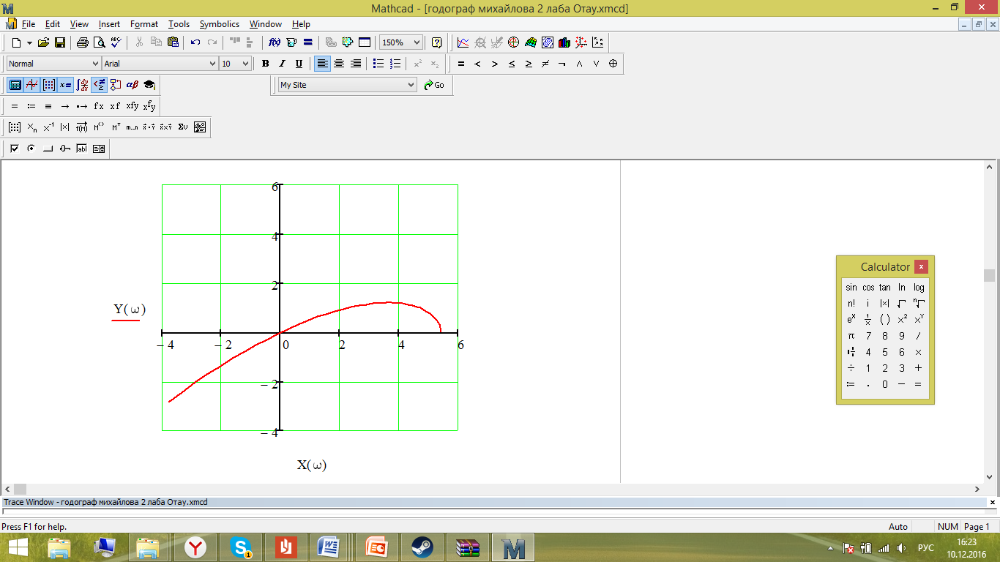 Mathcad - [годограф михайлова 2 лаба Отау.xmcd]
File Edit View Insert Format Tools Symbolics Window Help
150%
Normal Arial 10 B I U
= < > ≤ ≥ ≠ ¬ ∧ ∨ ⊕
My Site Go
= := ≡ → •→ fx xf xfy xfy
6
4
2
Y(ω)
−4 −2 0 2 4 6
−2
−4
X(ω)
Calculator
sin cos tan ln log
n! i |×| √ ⁿ√
eˣ 1/x ( ) x² xʸ
π 7 8 9 /
4 5 6 ×
÷ 1 2 3 +
:= . 0 − =
Trace Window - годограф михайлова 2 лаба Отау.xmcd
Press F1 for help.
Auto NUM Page 1
РУС
16:23
10.12.2016